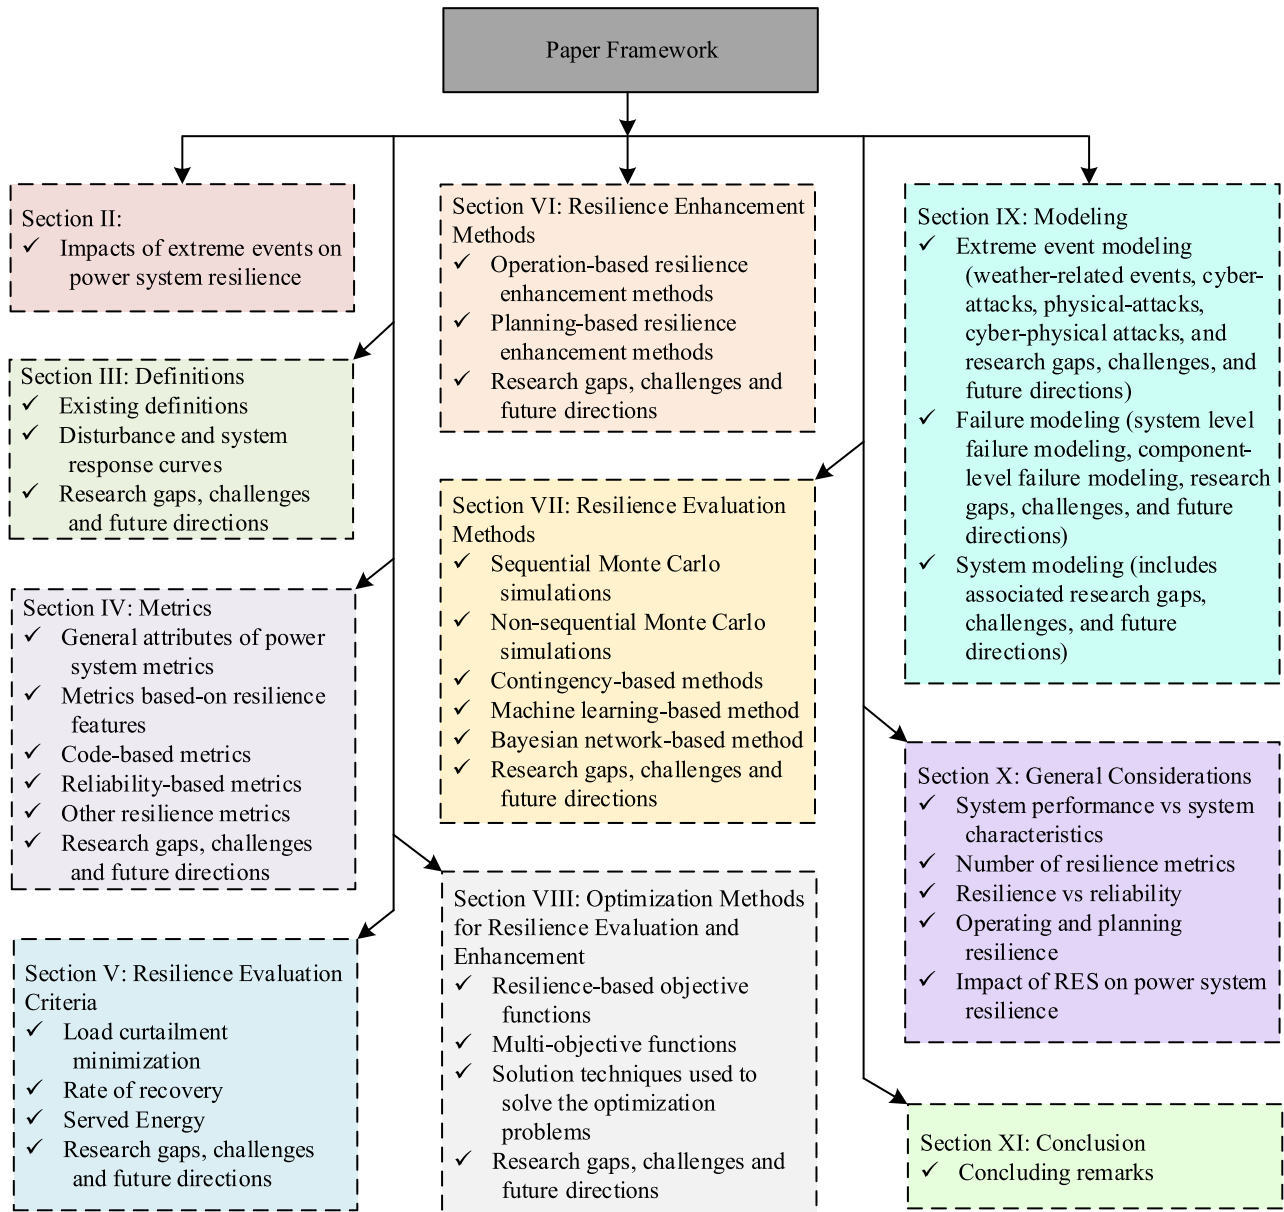 Paper Framework
Section II:
✓ Impacts of extreme events on
power system resilience
Section III: Definitions
✓ Existing definitions
✓ Disturbance and system
response curves
✓ Research gaps, challenges
and future directions
Section IV: Metrics
✓ General attributes of power
system metrics
✓ Metrics based-on resilience
features
✓ Code-based metrics
✓ Reliability-based metrics
✓ Other resilience metrics
✓ Research gaps, challenges
and future directions
Section V: Resilience Evaluation
Criteria
✓ Load curtailment
minimization
✓ Rate of recovery
✓ Served Energy
✓ Research gaps, challenges
and future directions
Section VI: Resilience Enhancement
Methods
✓ Operation-based resilience
enhancement methods
✓ Planning-based resilience
enhancement methods
✓ Research gaps, challenges and
future directions
Section VII: Resilience Evaluation
Methods
✓ Sequential Monte Carlo
simulations
✓ Non-sequential Monte Carlo
simulations
✓ Contingency-based methods
✓ Machine learning-based method
✓ Bayesian network-based method
✓ Research gaps, challenges and
future directions
Section VIII: Optimization Methods
for Resilience Evaluation and
Enhancement
✓ Resilience-based objective
functions
✓ Multi-objective functions
✓ Solution techniques used to
solve the optimization
problems
✓ Research gaps, challenges and
future directions
Section IX: Modeling
✓ Extreme event modeling
(weather-related events, cyber-
attacks, physical-attacks,
cyber-physical attacks, and
research gaps, challenges, and
future directions)
✓ Failure modeling (system level
failure modeling, component-
level failure modeling, research
gaps, challenges, and future
directions)
✓ System modeling (includes
associated research gaps,
challenges, and future
directions)
Section X: General Considerations
✓ System performance vs system
characteristics
✓ Number of resilience metrics
✓ Resilience vs reliability
✓ Operating and planning
resilience
✓ Impact of RES on power system
resilience
Section XI: Conclusion
✓ Concluding remarks